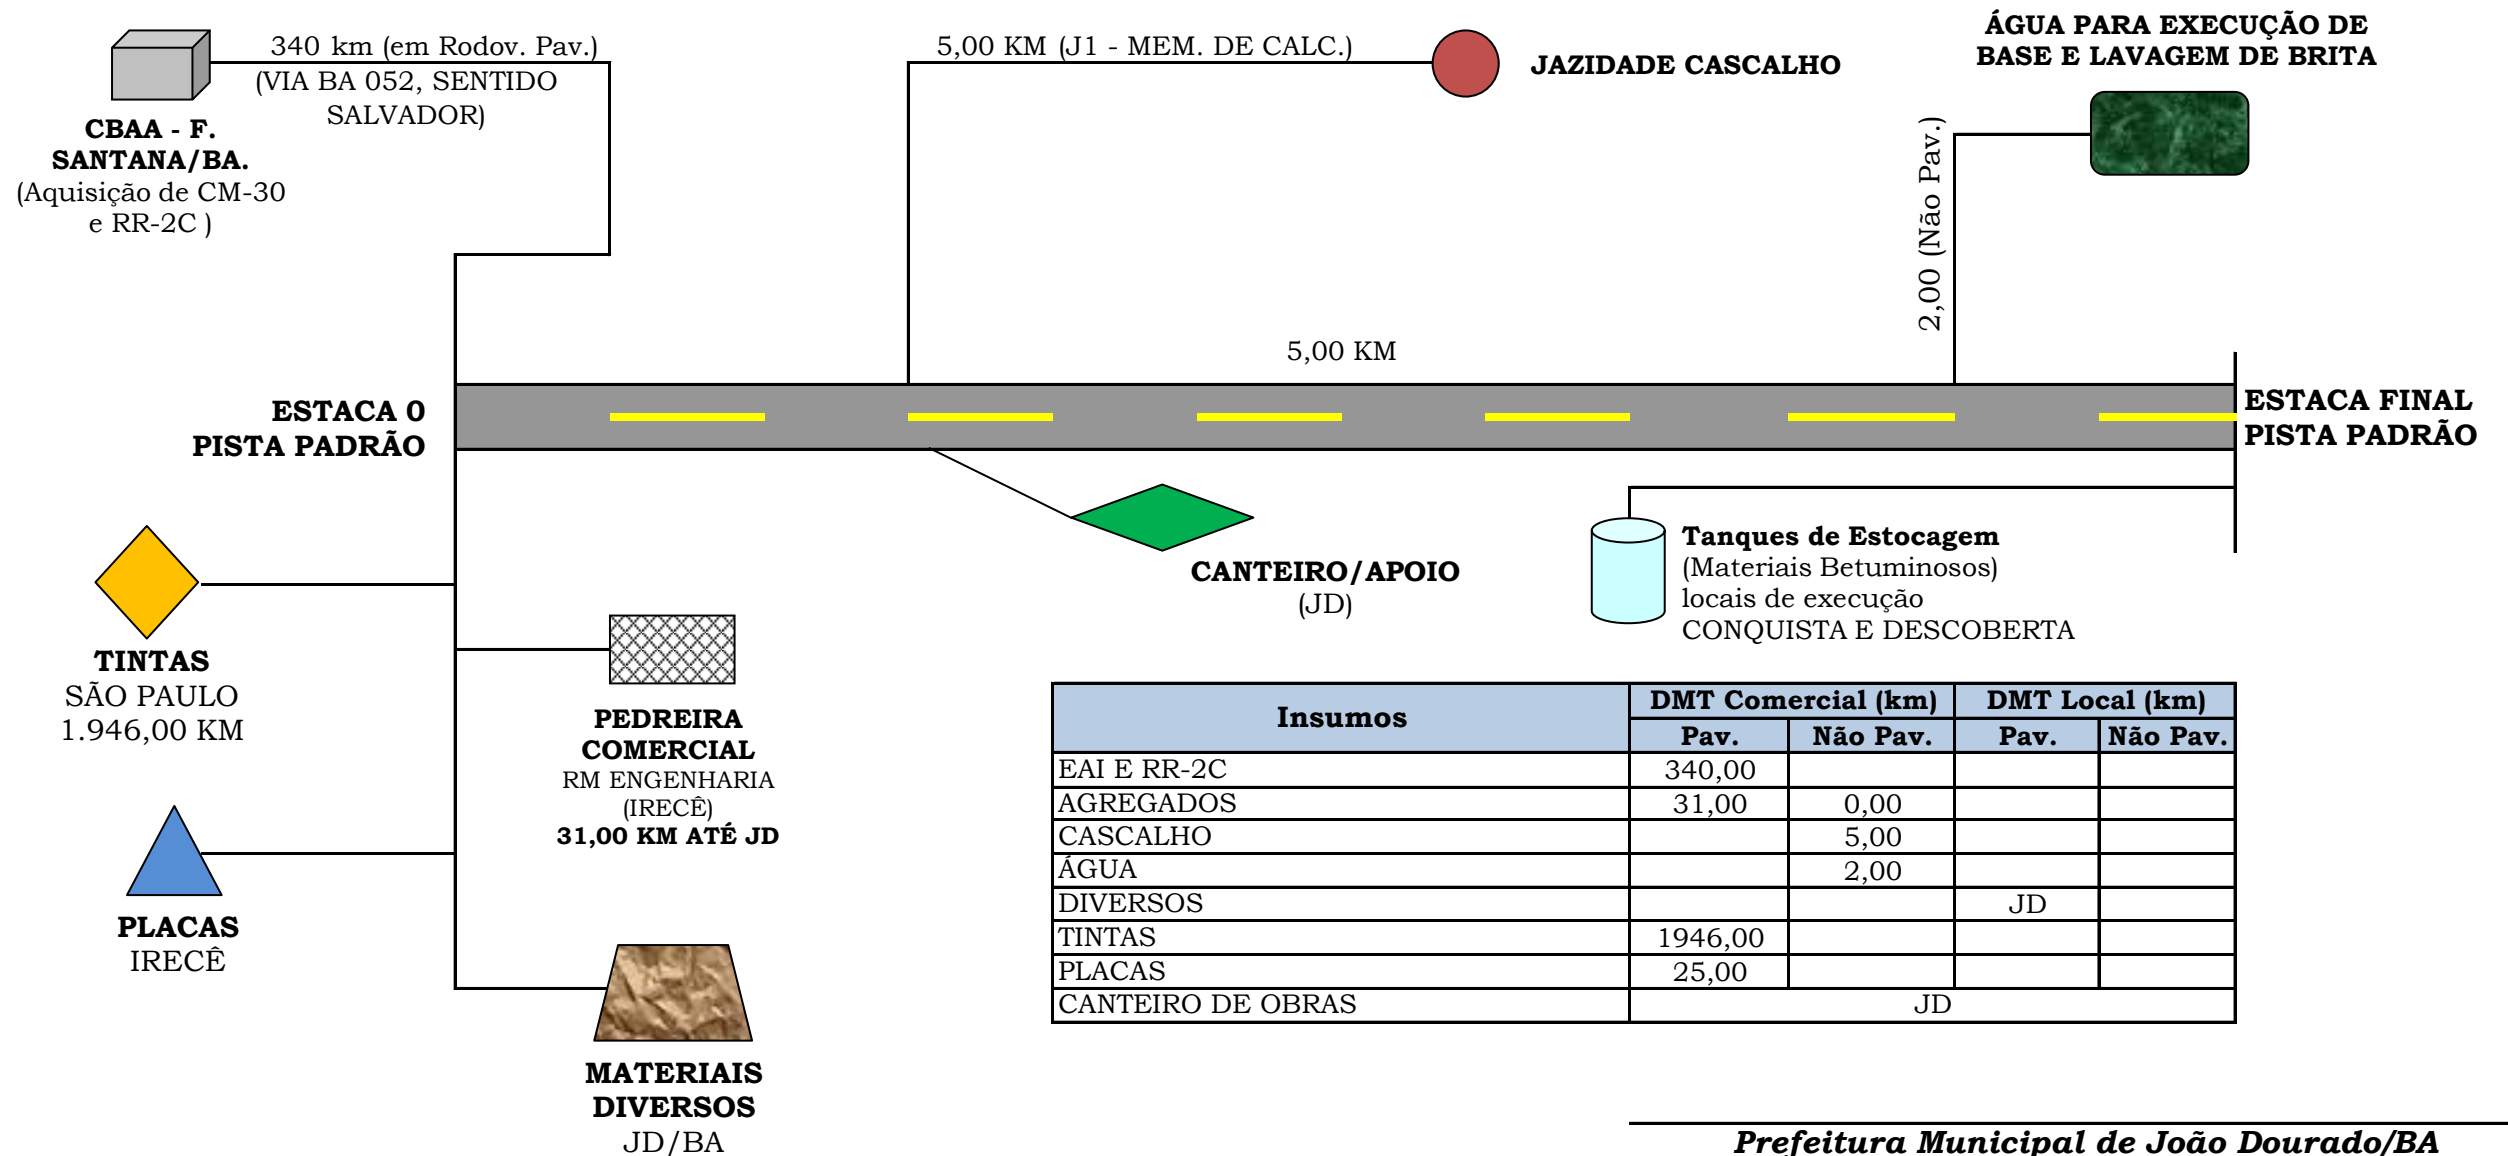 340 km (em Rodov. Pav.)
(VIA BA 052, SENTIDO
SALVADOR)
CBAA - F.
SANTANA/BA.
(Aquisição de CM-30
e RR-2C )
5,00 KM (J1 - MEM. DE CALC.)
JAZIDADE CASCALHO
ÁGUA PARA EXECUÇÃO DE
BASE E LAVAGEM DE BRITA
2,00 (Não Pav.)
5,00 KM
ESTACA 0
PISTA PADRÃO
ESTACA FINAL
PISTA PADRÃO
CANTEIRO/APOIO
(JD)
Tanques de Estocagem
(Materiais Betuminosos)
locais de execução
CONQUISTA E DESCOBERTA
TINTAS
SÃO PAULO
1.946,00 KM
PEDREIRA
COMERCIAL
RM ENGENHARIA
(IRECÊ)
31,00 KM ATÉ JD
PLACAS
IRECÊ
MATERIAIS
DIVERSOS
JD/BA
Insumos DMT Comercial (km) DMT Local (km)
Pav. Não Pav. Pav. Não Pav.
EAI E RR-2C 340,00
AGREGADOS 31,00 0,00
CASCALHO 5,00
ÁGUA 2,00
DIVERSOS JD
TINTAS 1946,00
PLACAS 25,00
CANTEIRO DE OBRAS JD
Prefeitura Municipal de João Dourado/BA